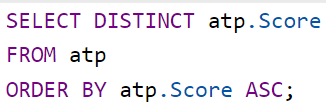 SELECT DISTINCT atp.Score
FROM atp
ORDER BY atp.Score ASC;